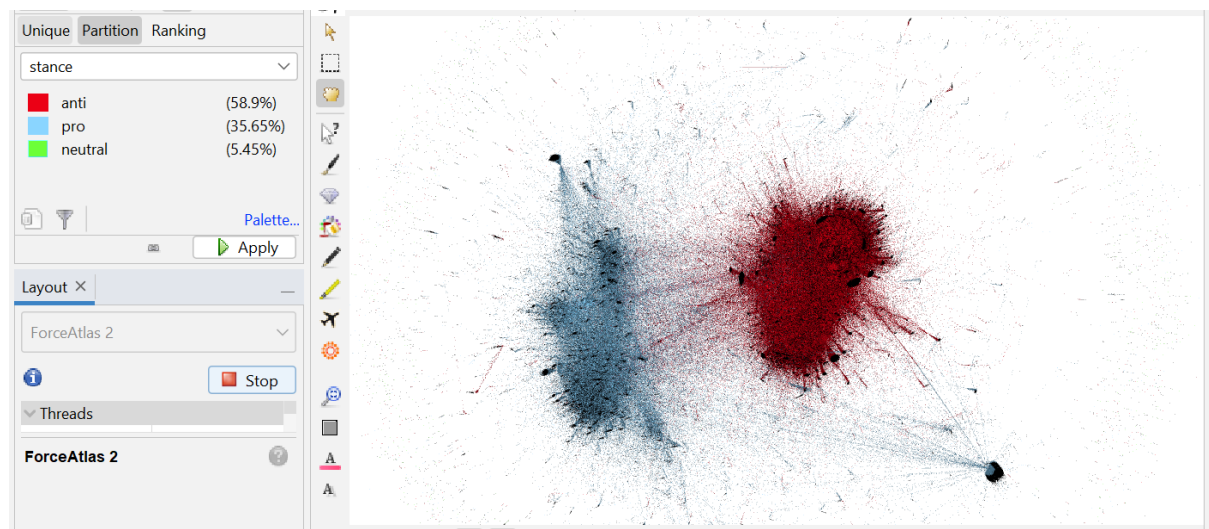 Unique Partition Ranking
stance
anti (58.9%)
pro (35.65%)
neutral (5.45%)
Palette...
Apply
Layout
ForceAtlas 2
Stop
Threads
ForceAtlas 2